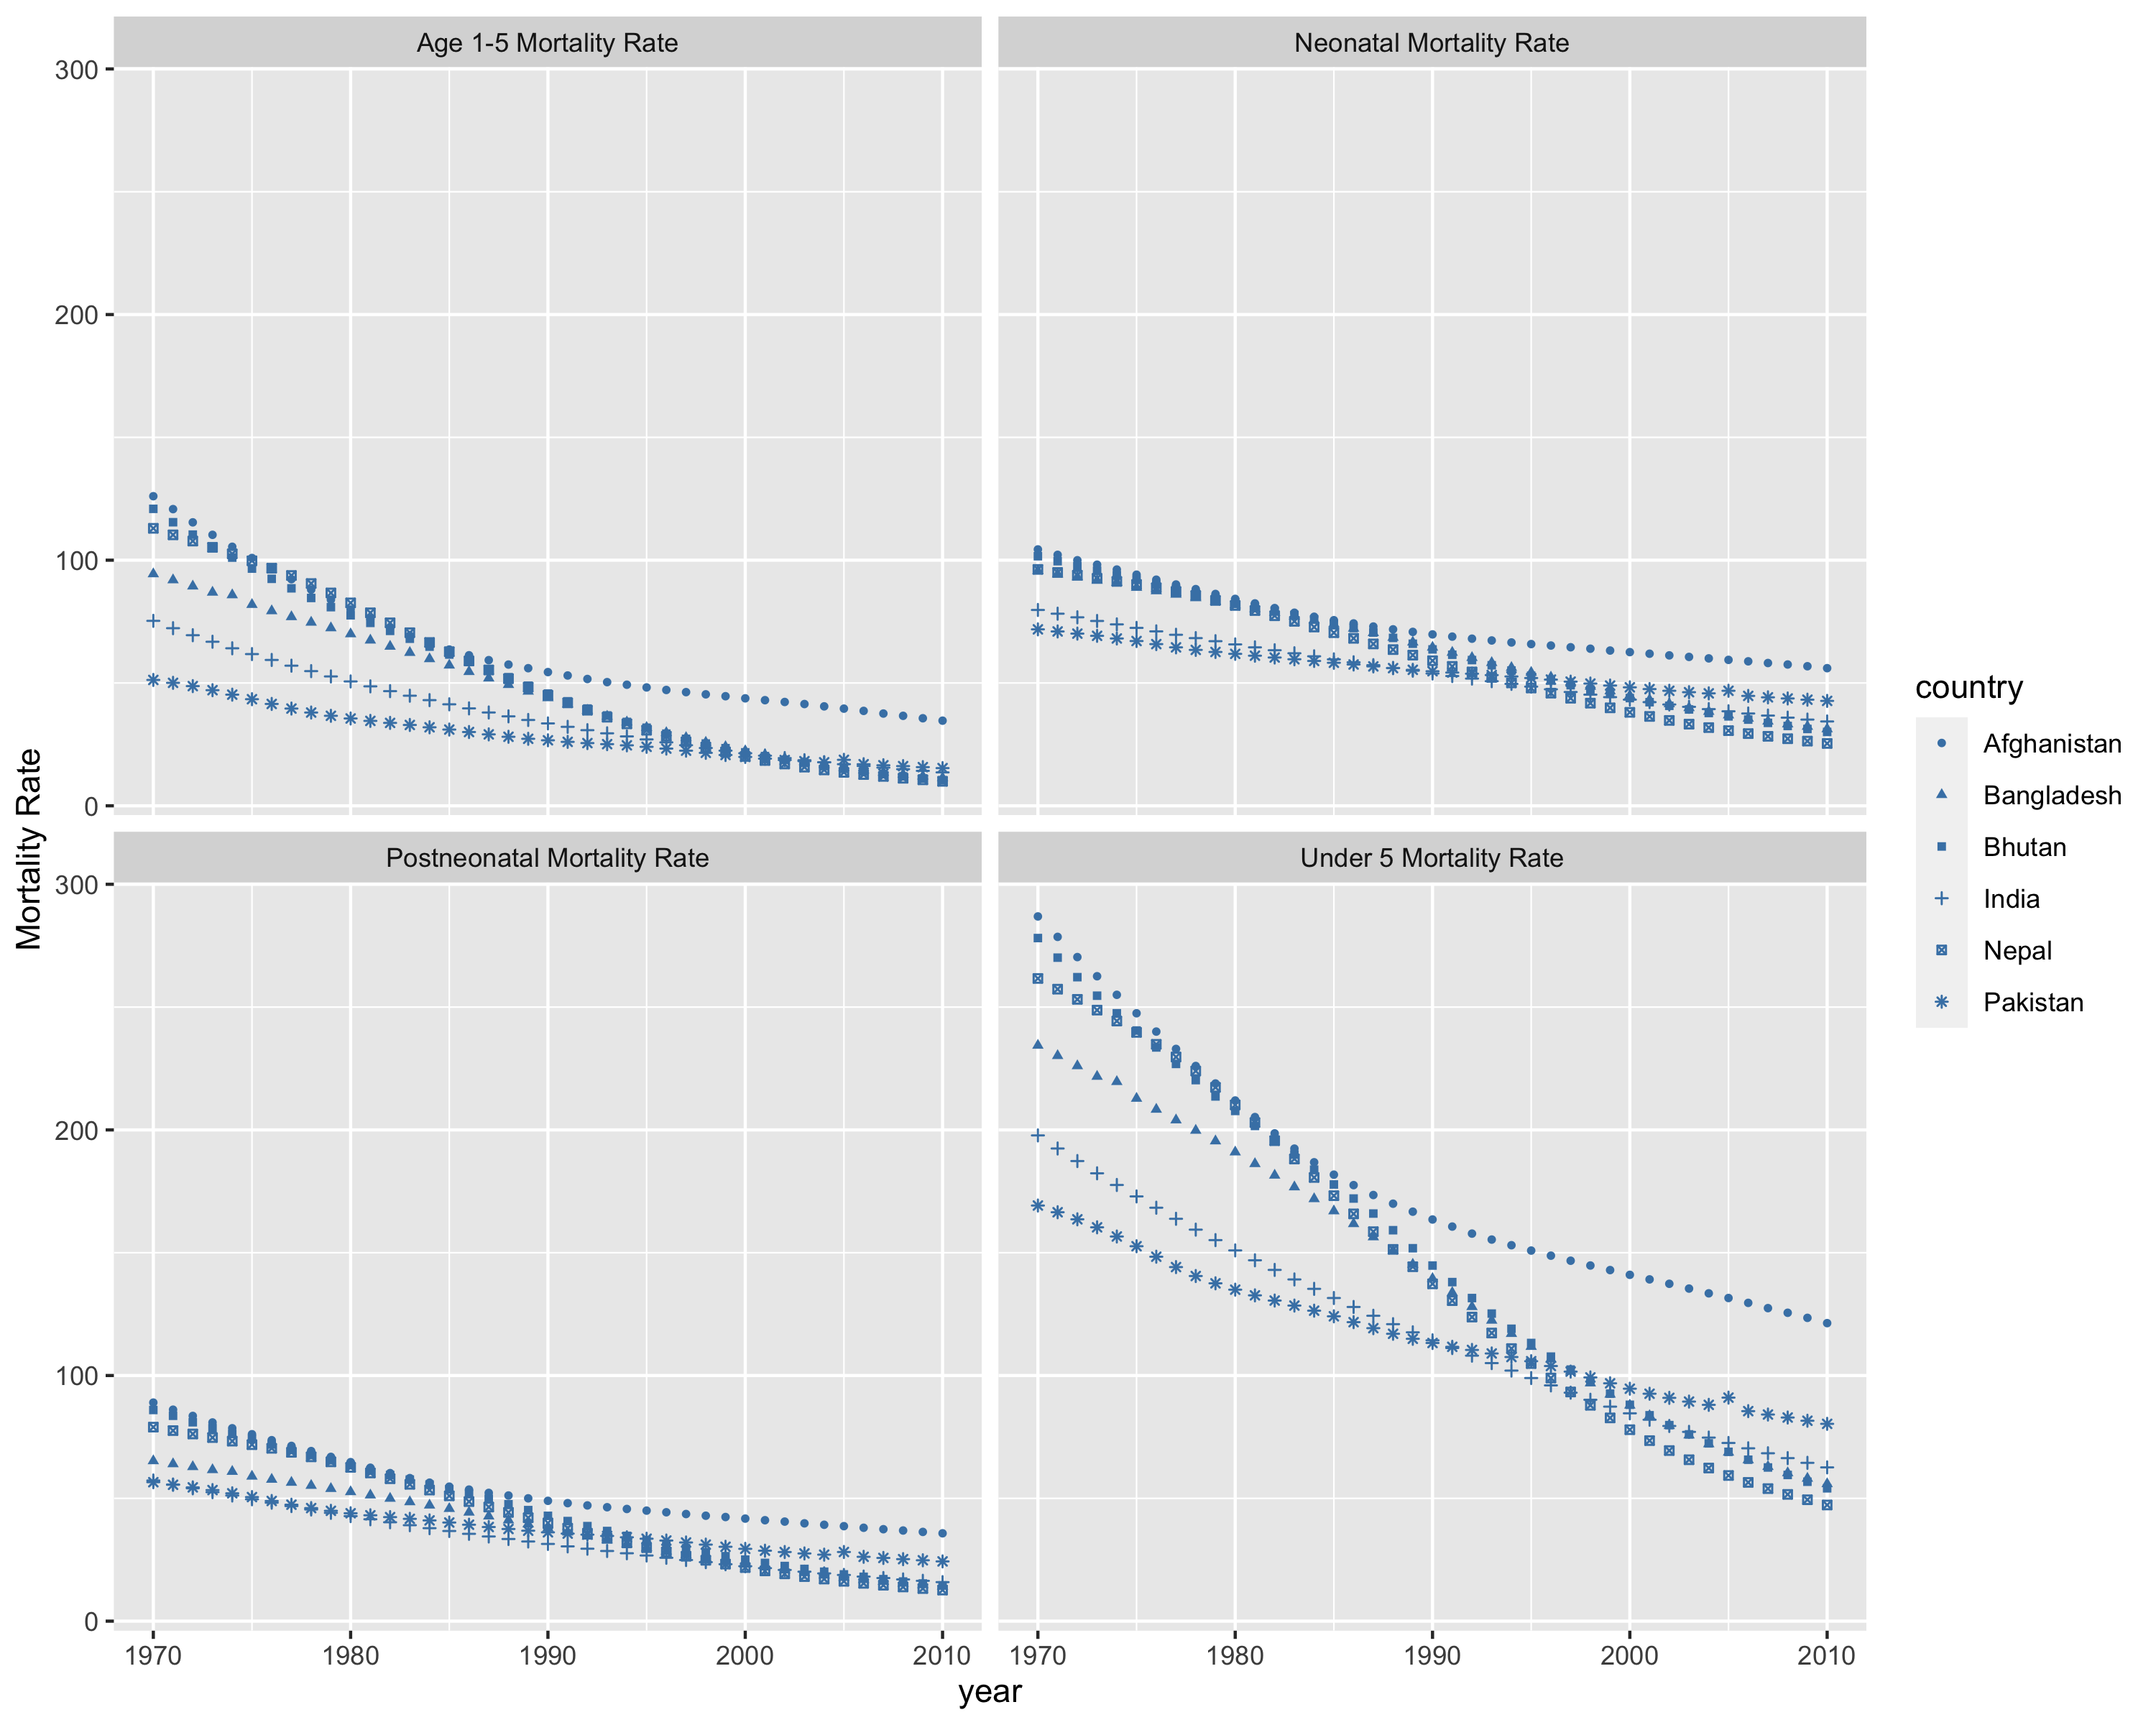 Age 1-5 Mortality Rate
Neonatal Mortality Rate
300
200
100
0
Postneonatal Mortality Rate
Under 5 Mortality Rate
300
200
100
0
1970 1980 1990 2000 2010
1970 1980 1990 2000 2010
year
Mortality Rate
country
Afghanistan
Bangladesh
Bhutan
India
Nepal
Pakistan